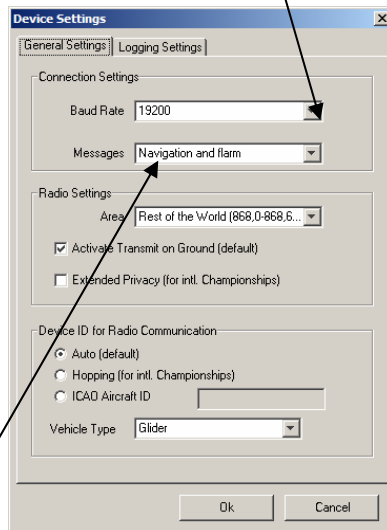 Device Settings
General Settings Logging Settings
Connection Settings
Baud Rate 19200
Messages Navigation and flarm
Radio Settings
Area Rest of the World (868,0-868,6...
Activate Transmit on Ground (default)
Extended Privacy (for intl. Championships)
Device ID for Radio Communication
Auto (default)
Hopping (for intl. Championships)
ICAO Aircraft ID
Vehicle Type Glider
Ok Cancel